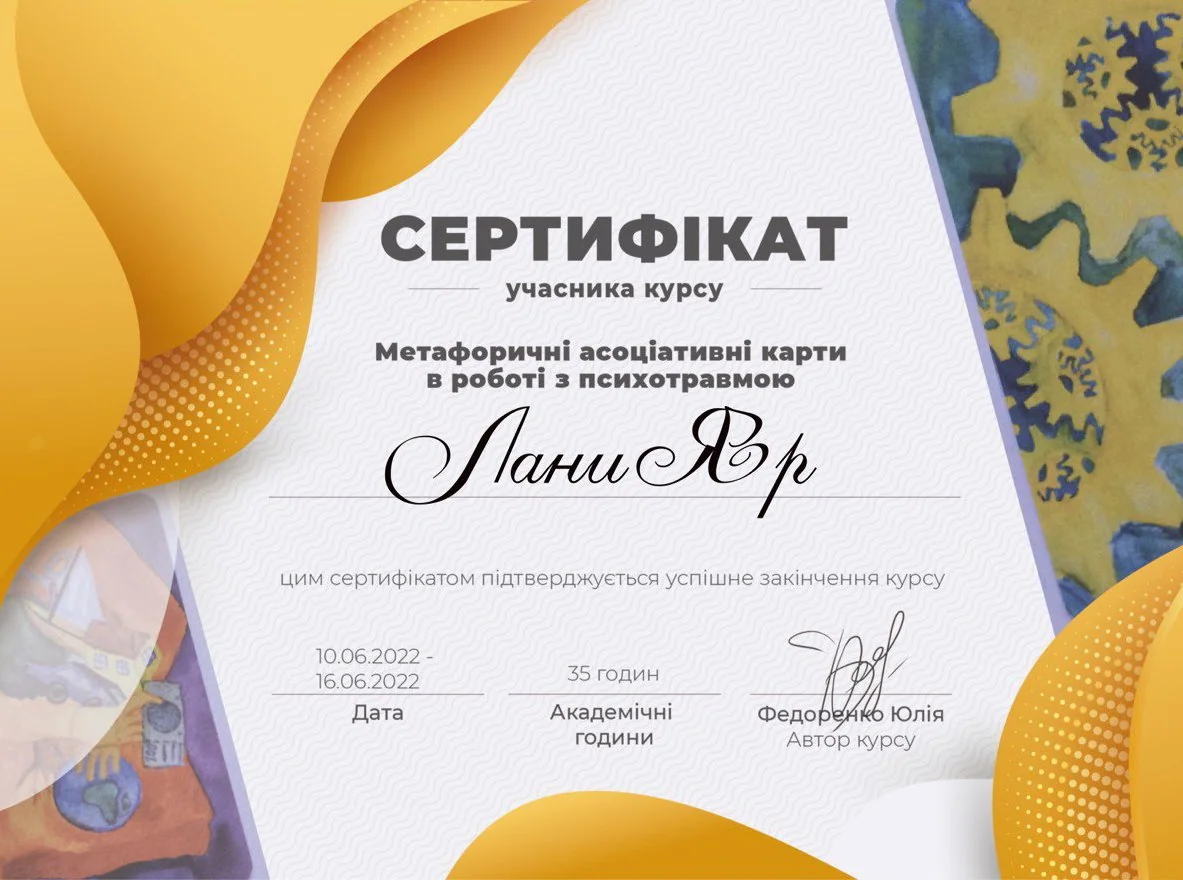 СЕРТИФІКАТ
учасника курсу
Метафоричні асоціативні карти
в роботі з психотравмою
Лани Яр
цим сертифікатом підтверджується успішне закінчення курсу
10.06.2022 -
16.06.2022
Дата
35 годин
Академічні
години
Федоренко Юлія
Автор курсу